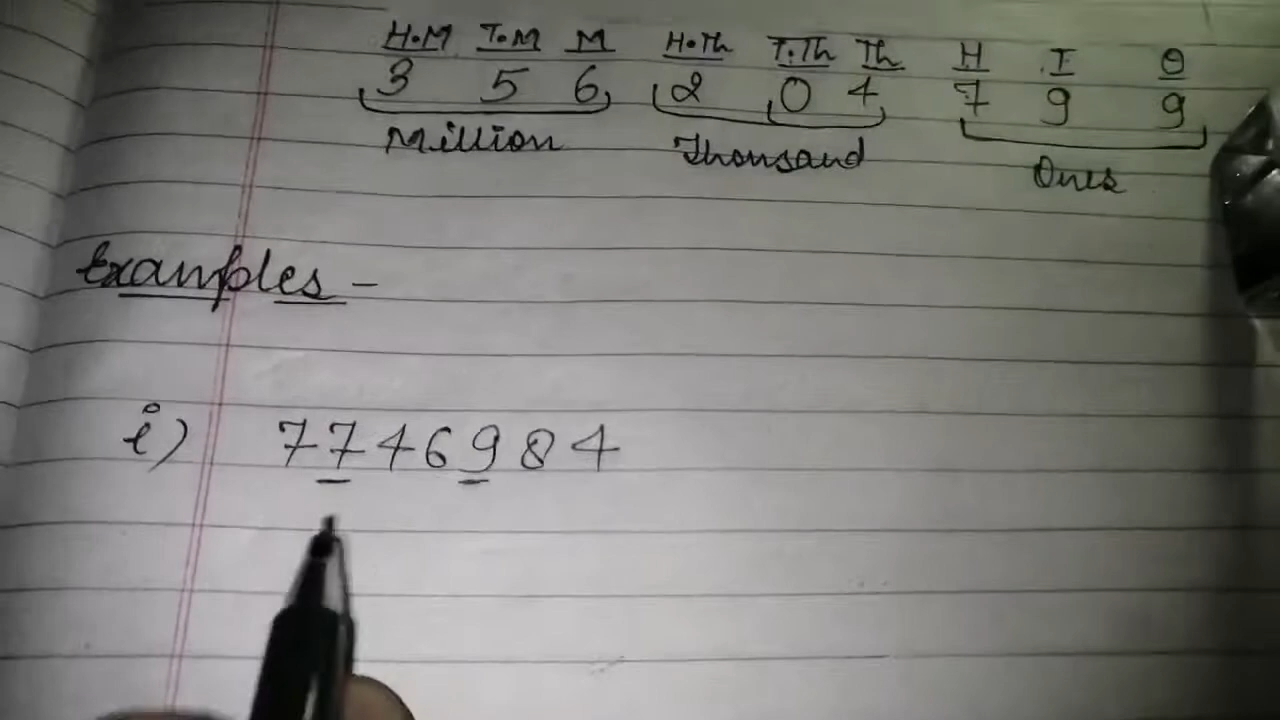 H.M T.M M H.Th T.Th Th H T O
3 5 6 2 0 4 7 9 9
Million Thousand Ones
Examples -
i) 7746984